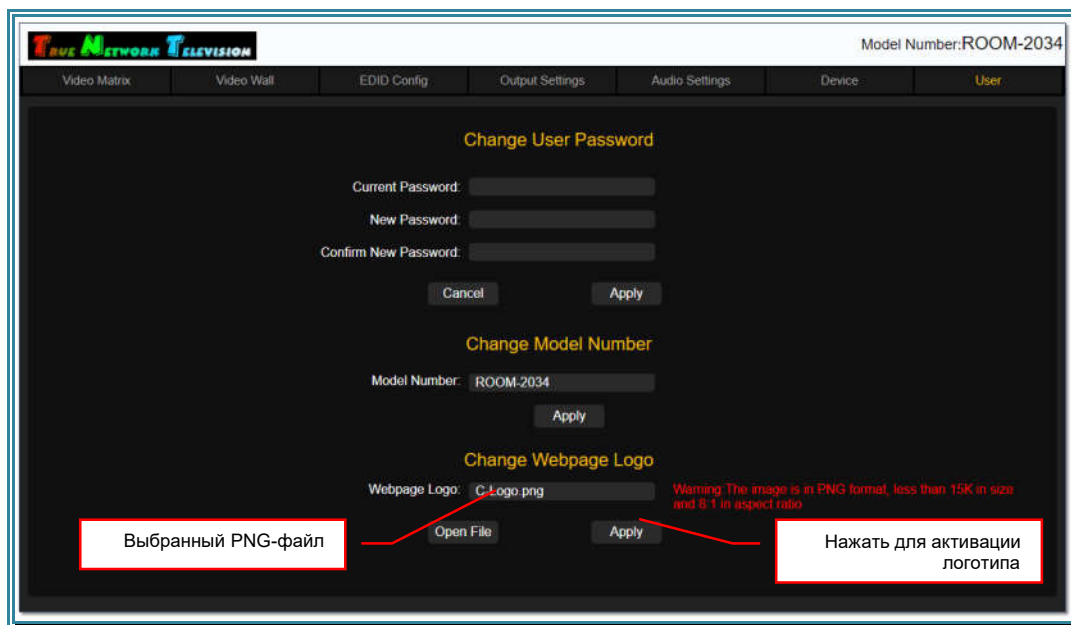 TRUE NETWORK TELEVISION
Model Number:ROOM-2034
Video Matrix Video Wall EDID Config Output Settings Audio Settings Device User
Change User Password
Current Password:
New Password:
Confirm New Password:
Cancel Apply
Change Model Number
Model Number: ROOM-2034
Apply
Change Webpage Logo
Webpage Logo: C-Logo.png
Warning:The image is in PNG format, less than 15K in size
and 8:1 in aspect ratio
Open File Apply
Выбранный PNG-файл
Нажать для активации
логотипа